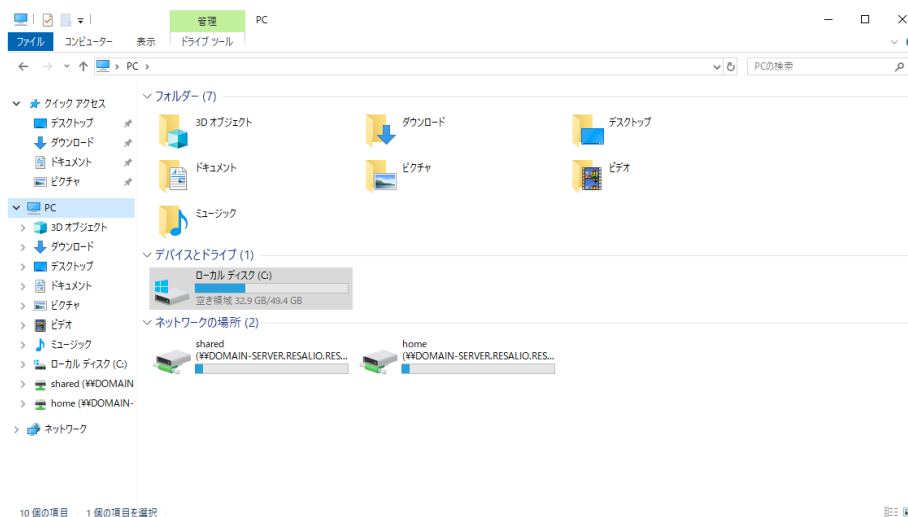 管理
PC
ファイル
コンピューター
表示
ドライブ ツール
PC
PCの検索
クイック アクセス
デスクトップ
ダウンロード
ドキュメント
ピクチャ
PC
3D オブジェクト
ダウンロード
デスクトップ
ドキュメント
ピクチャ
ビデオ
ミュージック
ローカル ディスク (C:)
shared (¥¥DOMAIN
home (¥¥DOMAIN-
ネットワーク
フォルダー (7)
3D オブジェクト
ダウンロード
デスクトップ
ドキュメント
ピクチャ
ビデオ
ミュージック
デバイスとドライブ (1)
ローカル ディスク (C:)
空き領域 32.9 GB/49.4 GB
ネットワークの場所 (2)
shared
(¥¥DOMAIN-SERVER.RESALIO.RES...
home
(¥¥DOMAIN-SERVER.RESALIO.RES...
10 個の項目
1 個の項目を選択